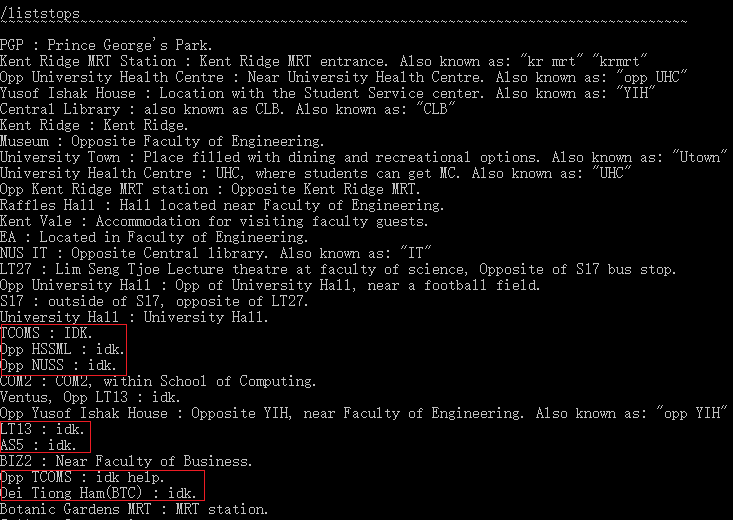 /liststops
~~~~~~~~~~~~~~~~~~~~~~~~~~~~~~~~~~~~~~~~~~~~~~~~~~~~~~~~~~~~~~~~~~~~~~~~~~~~~~~~~~~~~~~~
PGP : Prince George's Park.
Kent Ridge MRT Station : Kent Ridge MRT entrance. Also known as: "kr mrt" "krmrt"
Opp University Health Centre : Near University Health Centre. Also known as: "opp UHC"
Yusof Ishak House : Location with the Student Service center. Also known as: "YIH"
Central Library : also known as CLB. Also known as: "CLB"
Kent Ridge : Kent Ridge.
Museum : Opposite Faculty of Engineering.
University Town : Place filled with dining and recreational options. Also known as: "Utown"
University Health Centre : UHC, where students can get MC. Also known as: "UHC"
Opp Kent Ridge MRT station : Opposite Kent Ridge MRT.
Raffles Hall : Hall located near Faculty of Engineering.
Kent Vale : Accommodation for visiting faculty guests.
EA : Located in Faculty of Engineering.
NUS IT : Opposite Central library. Also known as: "IT"
LT27 : Lim Seng Tjoe Lecture theatre at faculty of science, Opposite of S17 bus stop.
Opp University Hall : Opp of University Hall, near a football field.
S17 : outside of S17, opposite of LT27.
University Hall : University Hall.
TCOMS : IDK.
Opp HSSML : idk.
Opp NUSS : idk.
COM2 : COM2, within School of Computing.
Ventus, Opp LT13 : idk.
Opp Yusof Ishak House : Opposite YIH, near Faculty of Engineering. Also known as: "opp YIH"
LT13 : idk.
AS5 : idk.
BIZ2 : Near Faculty of Business.
Opp TCOMS : idk help.
Oei Tiong Ham(BTC) : idk.
Botanic Gardens MRT : MRT station.